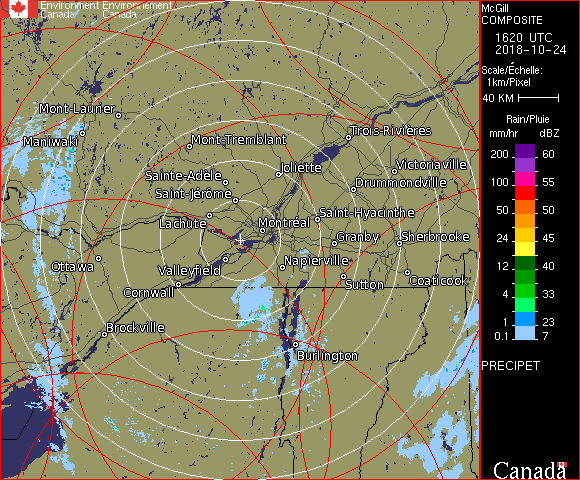 Environment Environnement
Canada Canada
McGill
COMPOSITE
1620 UTC
2018-10-24
Scale/Échelle:
1km/Pixel
40 KM
Rain/Pluie
mm/hr dBZ
200 60
100 55
50 50
24 45
12 40
4 33
1 23
0.1 7
PRECIPET
Canada
Mont-Laurier
Maniwaki
Mont-Tremblant
Trois-Rivières
Sainte-Adèle
Joliette
Victoriaville
Saint-Jérôme
Drummondville
Lachute
Montréal
Saint-Hyacinthe
Granby
Sherbrooke
Ottawa
Valleyfield
Napierville
Cornwall
Sutton
Coaticook
Brockville
Burlington